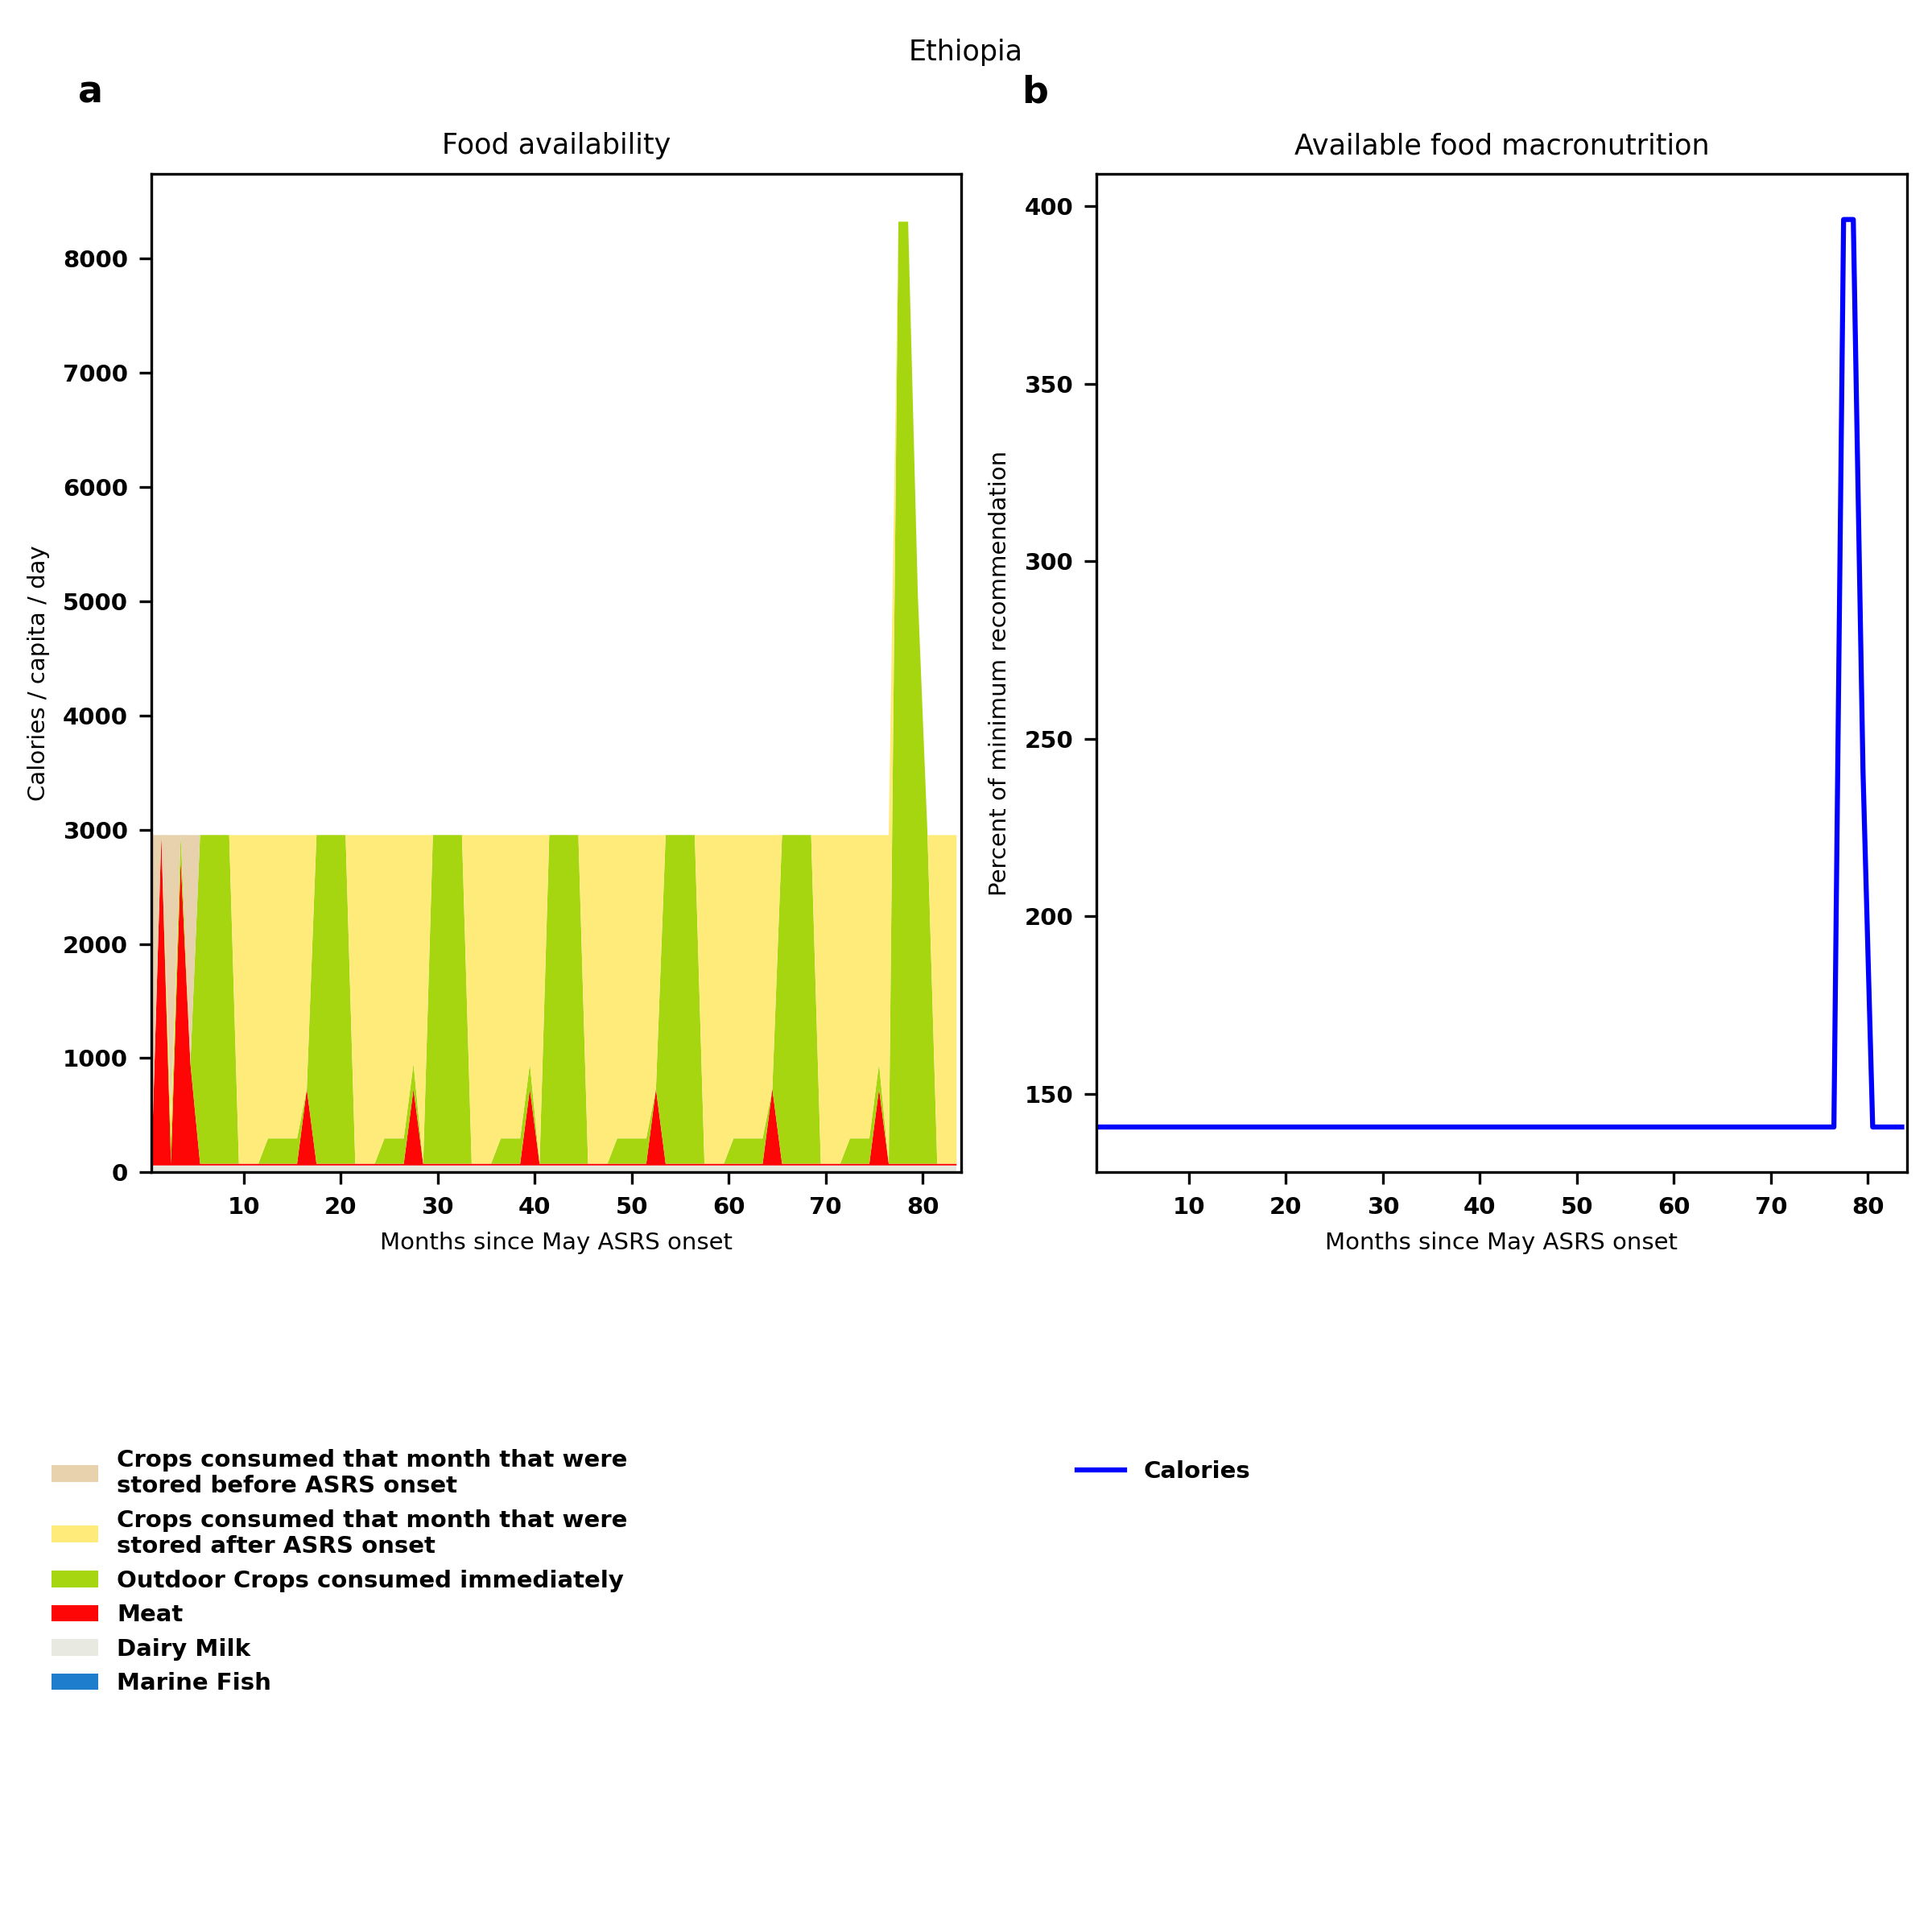 Ethiopia
a
Food availability
Calories / capita / day
8000
7000
6000
5000
4000
3000
2000
1000
0
10 20 30 40 50 60 70 80
Months since May ASRS onset
b
Available food macronutrition
Percent of minimum recommendation
400
350
300
250
200
150
10 20 30 40 50 60 70 80
Months since May ASRS onset
Crops consumed that month that were
stored before ASRS onset
Crops consumed that month that were
stored after ASRS onset
Outdoor Crops consumed immediately
Meat
Dairy Milk
Marine Fish
Calories